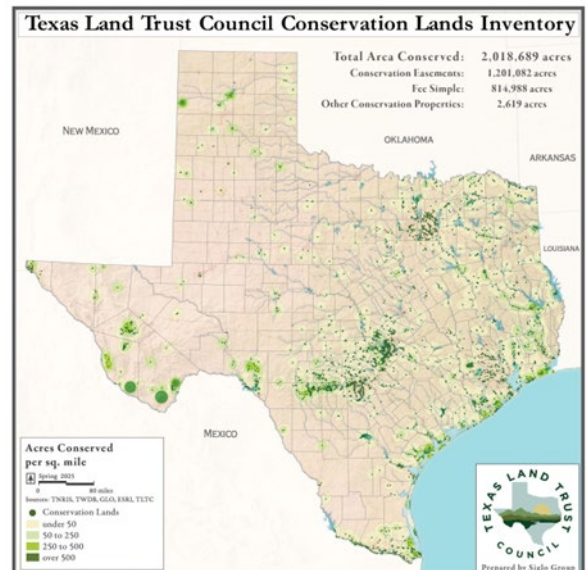 Texas Land Trust Council Conservation Lands Inventory
Total Area Conserved: 2,018,689 acres
Conservation Easements: 1,201,082 acres
Fee Simple: 814,988 acres
Other Conservation Properties: 2,619 acres
NEW MEXICO
OKLAHOMA
ARKANSAS
LOUISIANA
MEXICO
Acres Conserved
per sq. mile
Spring 2025
0 80 miles
Sources: TNRIS, TWDB, GLO, ESRI, TLTC
Conservation Lands
under 50
50 to 250
250 to 500
over 500
TEXAS LAND TRUST
COUNCIL
Prepared by Siglo Group